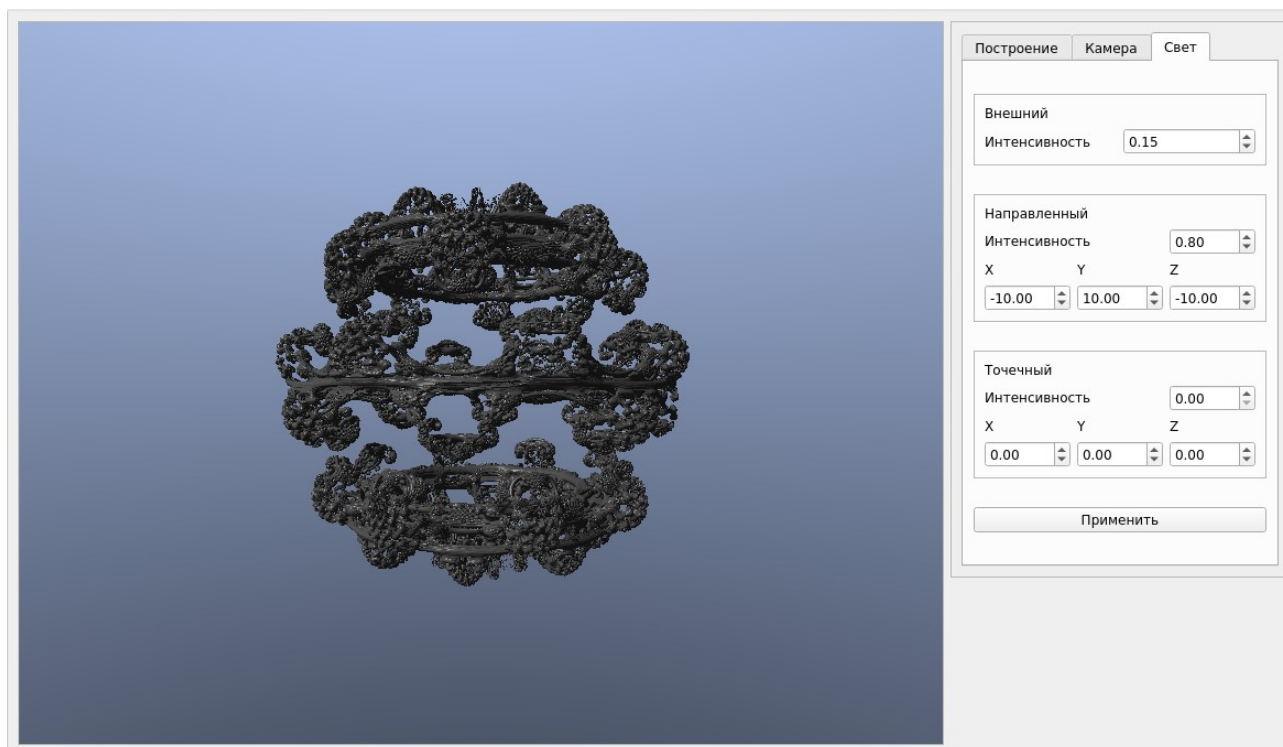 Построение Камера Свет
Внешний
Интенсивность 0.15
Направленный
Интенсивность 0.80
X Y Z
-10.00 10.00 -10.00
Точечный
Интенсивность 0.00
X Y Z
0.00 0.00 0.00
Применить